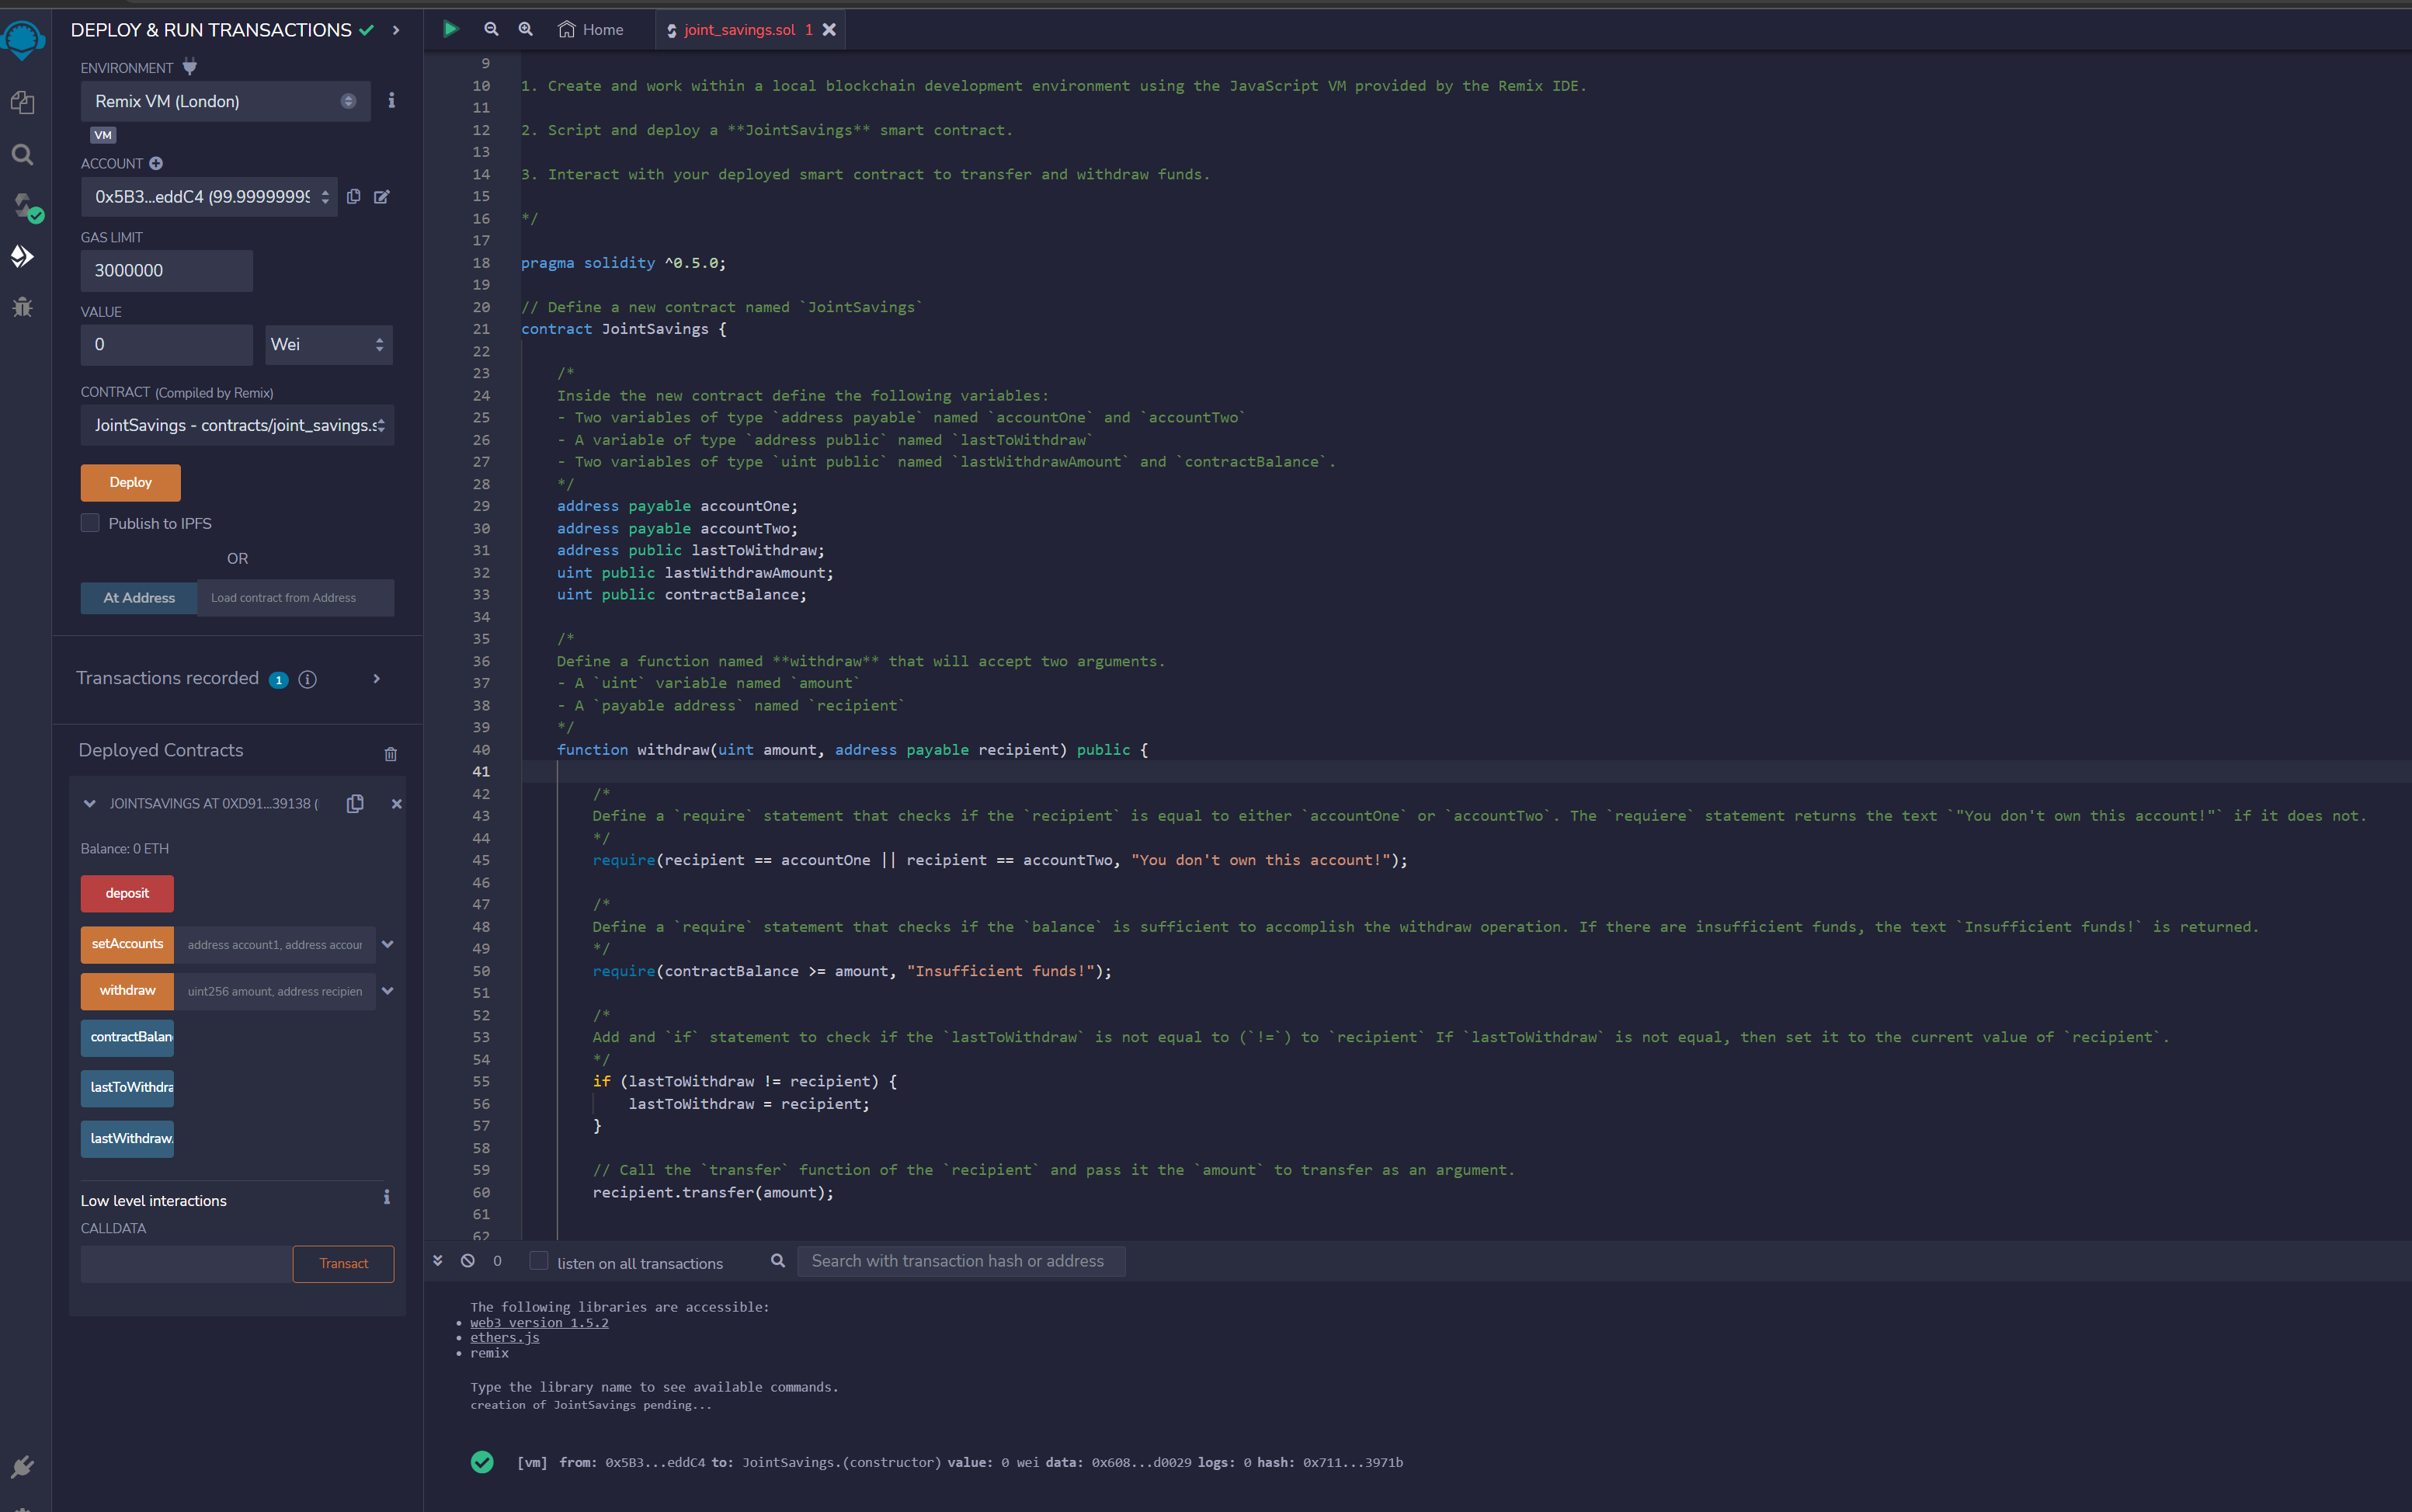 DEPLOY & RUN TRANSACTIONS
ENVIRONMENT
Remix VM (London)
VM
ACCOUNT
0x5B3...eddC4 (99.99999999
GAS LIMIT
3000000
VALUE
0
Wei
CONTRACT (Compiled by Remix)
JointSavings - contracts/joint_savings.s
Deploy
Publish to IPFS
OR
At Address
Load contract from Address
Transactions recorded 1
Deployed Contracts
JOINTSAVINGS AT 0XD91...39138 (
Balance: 0 ETH
deposit
setAccounts
address account1, address accour
withdraw
uint256 amount, address recipien
contractBalan
lastToWithdra
lastWithdraw.
Low level interactions
CALLDATA
Transact
Home
joint_savings.sol 1
9
10 1. Create and work within a local blockchain development environment using the JavaScript VM provided by the Remix IDE.
11
12 2. Script and deploy a **JointSavings** smart contract.
13
14 3. Interact with your deployed smart contract to transfer and withdraw funds.
15
16 */
17
18 pragma solidity ^0.5.0;
19
20 // Define a new contract named `JointSavings`
21 contract JointSavings {
22
23 /*
24 Inside the new contract define the following variables:
25 - Two variables of type `address payable` named `accountOne` and `accountTwo`
26 - A variable of type `address public` named `lastToWithdraw`
27 - Two variables of type `uint public` named `lastWithdrawAmount` and `contractBalance`.
28 */
29 address payable accountOne;
30 address payable accountTwo;
31 address public lastToWithdraw;
32 uint public lastWithdrawAmount;
33 uint public contractBalance;
34
35 /*
36 Define a function named **withdraw** that will accept two arguments.
37 - A `uint` variable named `amount`
38 - A `payable address` named `recipient`
39 */
40 function withdraw(uint amount, address payable recipient) public {
41
42 /*
43 Define a `require` statement that checks if the `recipient` is equal to either `accountOne` or `accountTwo`. The `requiere` statement returns the text `"You don't own this account!"` if it does not.
44 */
45 require(recipient == accountOne || recipient == accountTwo, "You don't own this account!");
46
47 /*
48 Define a `require` statement that checks if the `balance` is sufficient to accomplish the withdraw operation. If there are insufficient funds, the text `Insufficient funds!` is returned.
49 */
50 require(contractBalance >= amount, "Insufficient funds!");
51
52 /*
53 Add and `if` statement to check if the `lastToWithdraw` is not equal to (`!=`) to `recipient` If `lastToWithdraw` is not equal, then set it to the current value of `recipient`.
54 */
55 if (lastToWithdraw != recipient) {
56 lastToWithdraw = recipient;
57 }
58
59 // Call the `transfer` function of the `recipient` and pass it the `amount` to transfer as an argument.
60 recipient.transfer(amount);
61
62
0
listen on all transactions
Search with transaction hash or address
The following libraries are accessible:
• web3 version 1.5.2
• ethers.js
• remix
Type the library name to see available commands.
creation of JointSavings pending...
[vm] from: 0x5B3...eddC4 to: JointSavings.(constructor) value: 0 wei data: 0x608...d0029 logs: 0 hash: 0x711...3971b